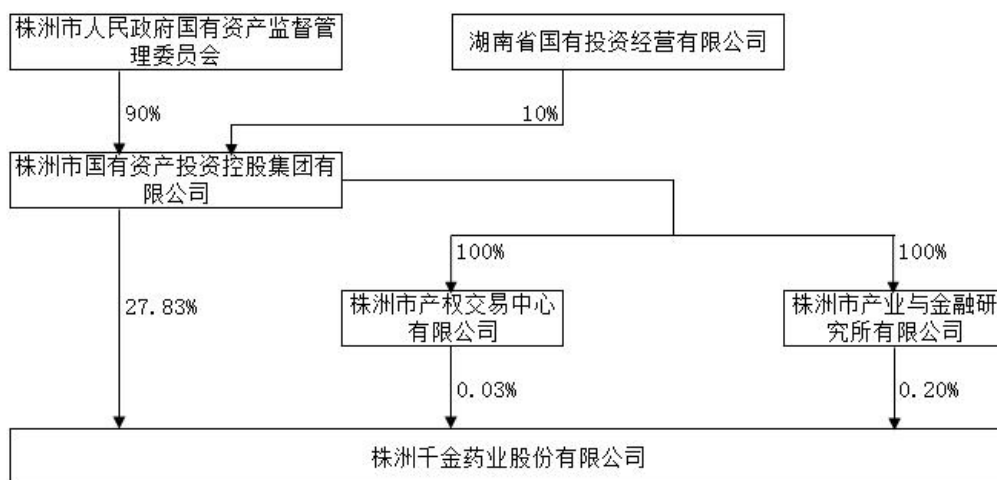 株洲市人民政府国有资产监督管
理委员会
湖南省国有投资经营有限公司
90%
10%
株洲市国有资产投资控股集团有
限公司
100%
100%
27.83%
株洲市产权交易中心
有限公司
株洲市产业与金融研
究所有限公司
0.03%
0.20%
株洲千金药业股份有限公司